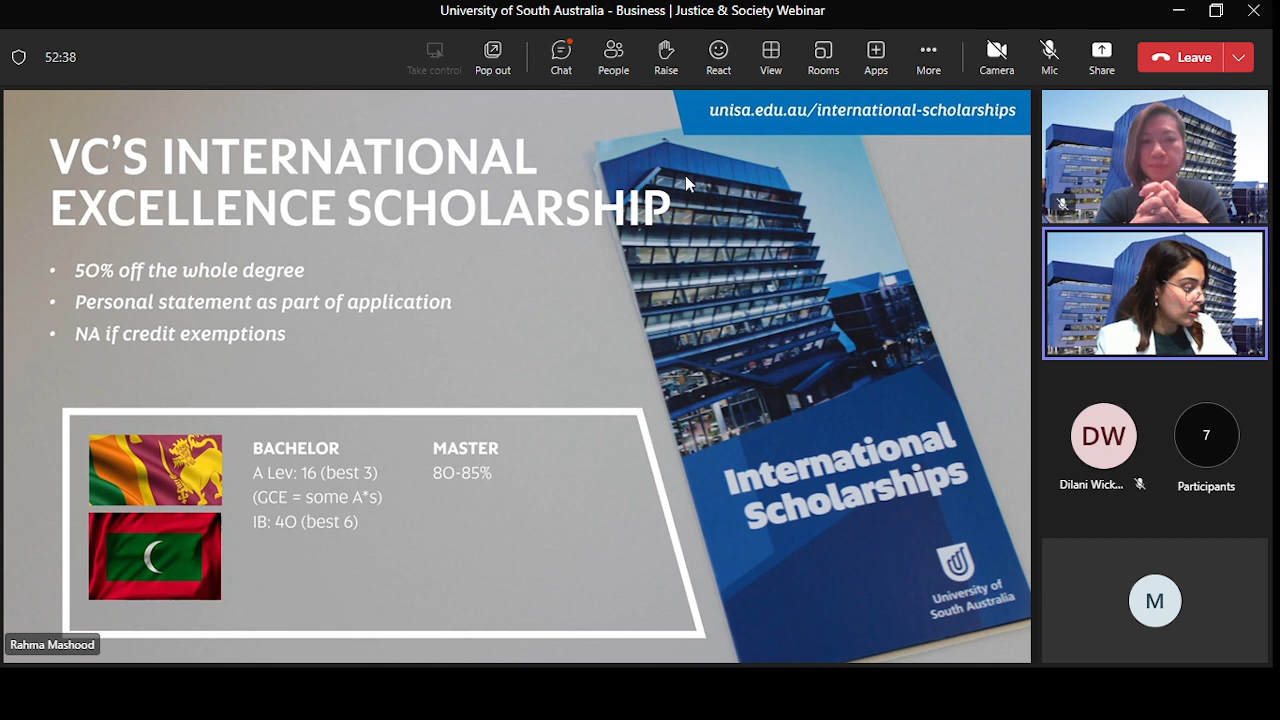 University of South Australia - Business | Justice & Society Webinar
52:38
Take control
Pop out
Chat
People
Raise
React
View
Rooms
Apps
More
Camera
Mic
Share
Leave
unisa.edu.au/international-scholarships
VC'S INTERNATIONAL
EXCELLENCE SCHOLARSHIP
• 50% off the whole degree
• Personal statement as part of application
• NA if credit exemptions
BACHELOR
A Lev: 16 (best 3)
(GCE = some A*s)
IB: 40 (best 6)
MASTER
80-85%
International
Scholarships
University of
South Australia
Rahma Mashood
DW
Dilani Wick...
7
Participants
M